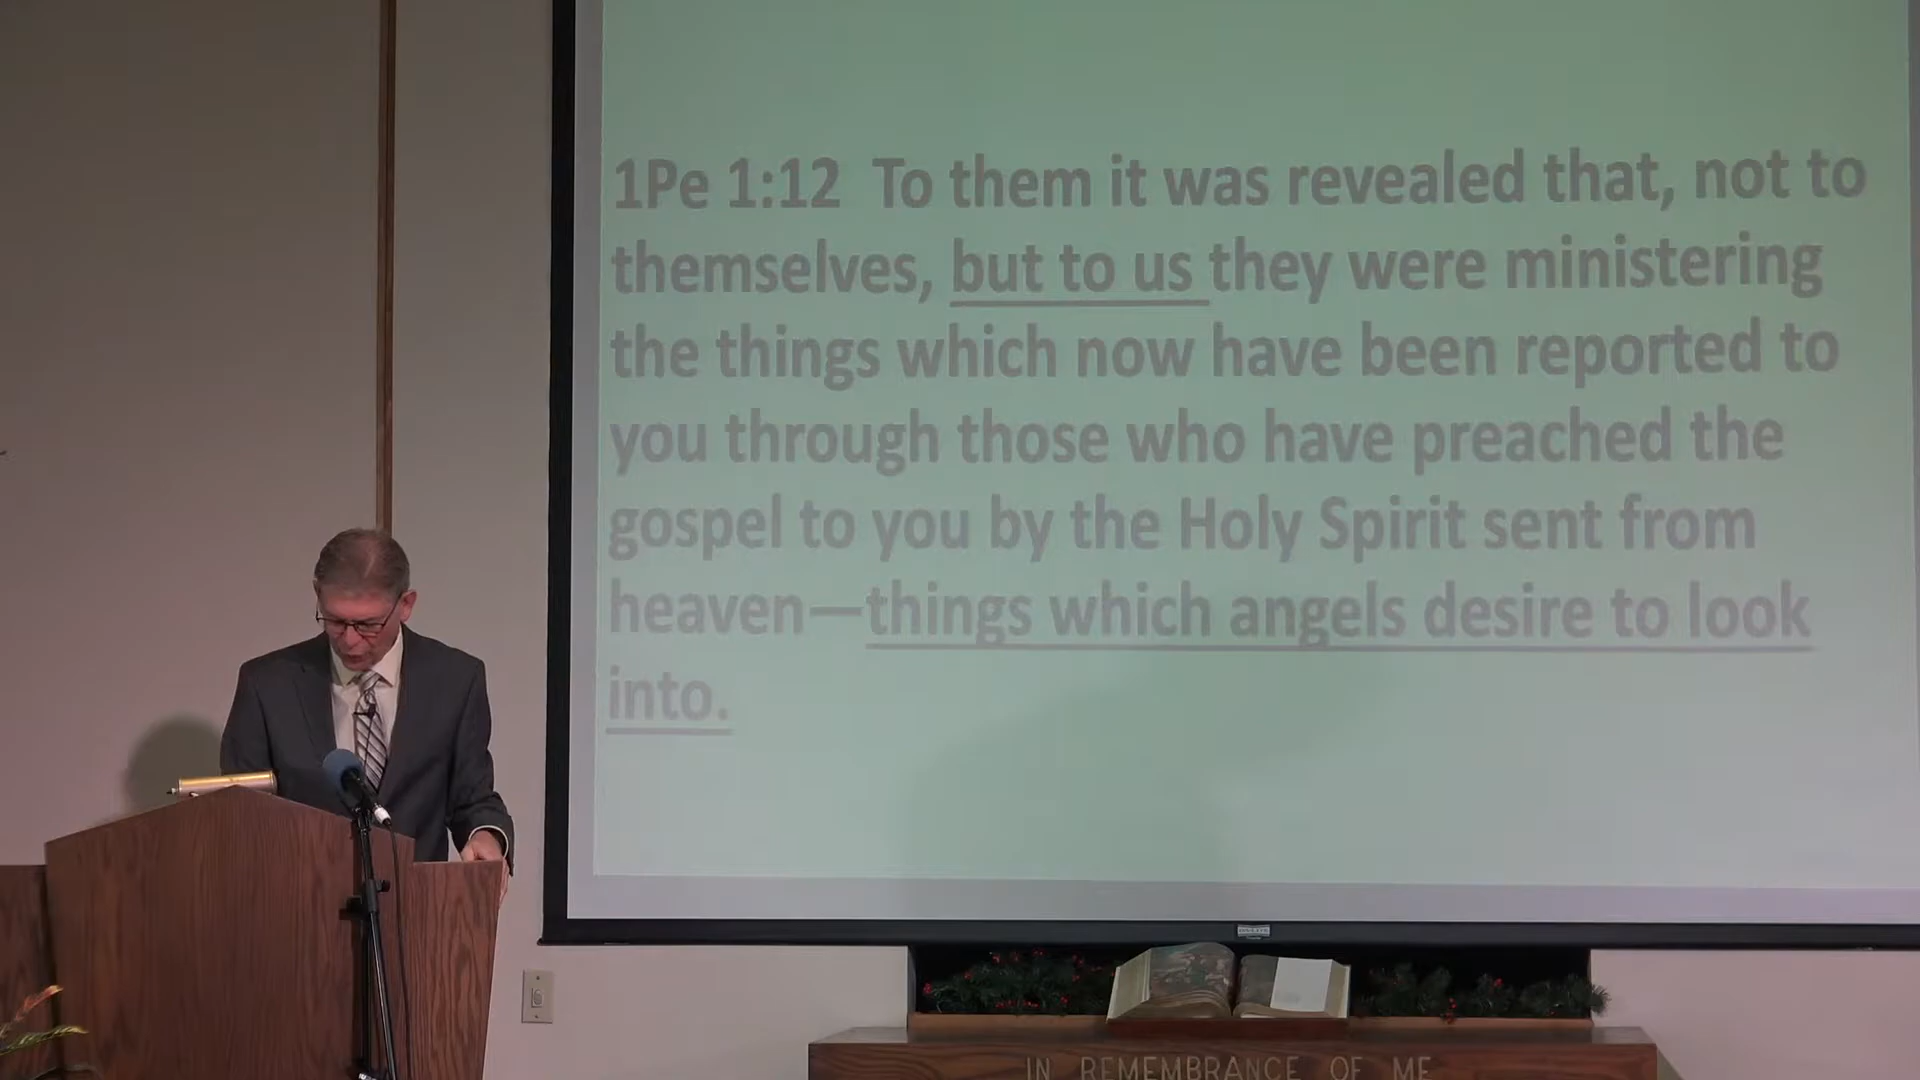 1Pe 1:12 To them it was revealed that, not to
themselves, but to us they were ministering
the things which now have been reported to
you through those who have preached the
gospel to you by the Holy Spirit sent from
heaven—things which angels desire to look
into.
IN REMEMBRANCE OF ME